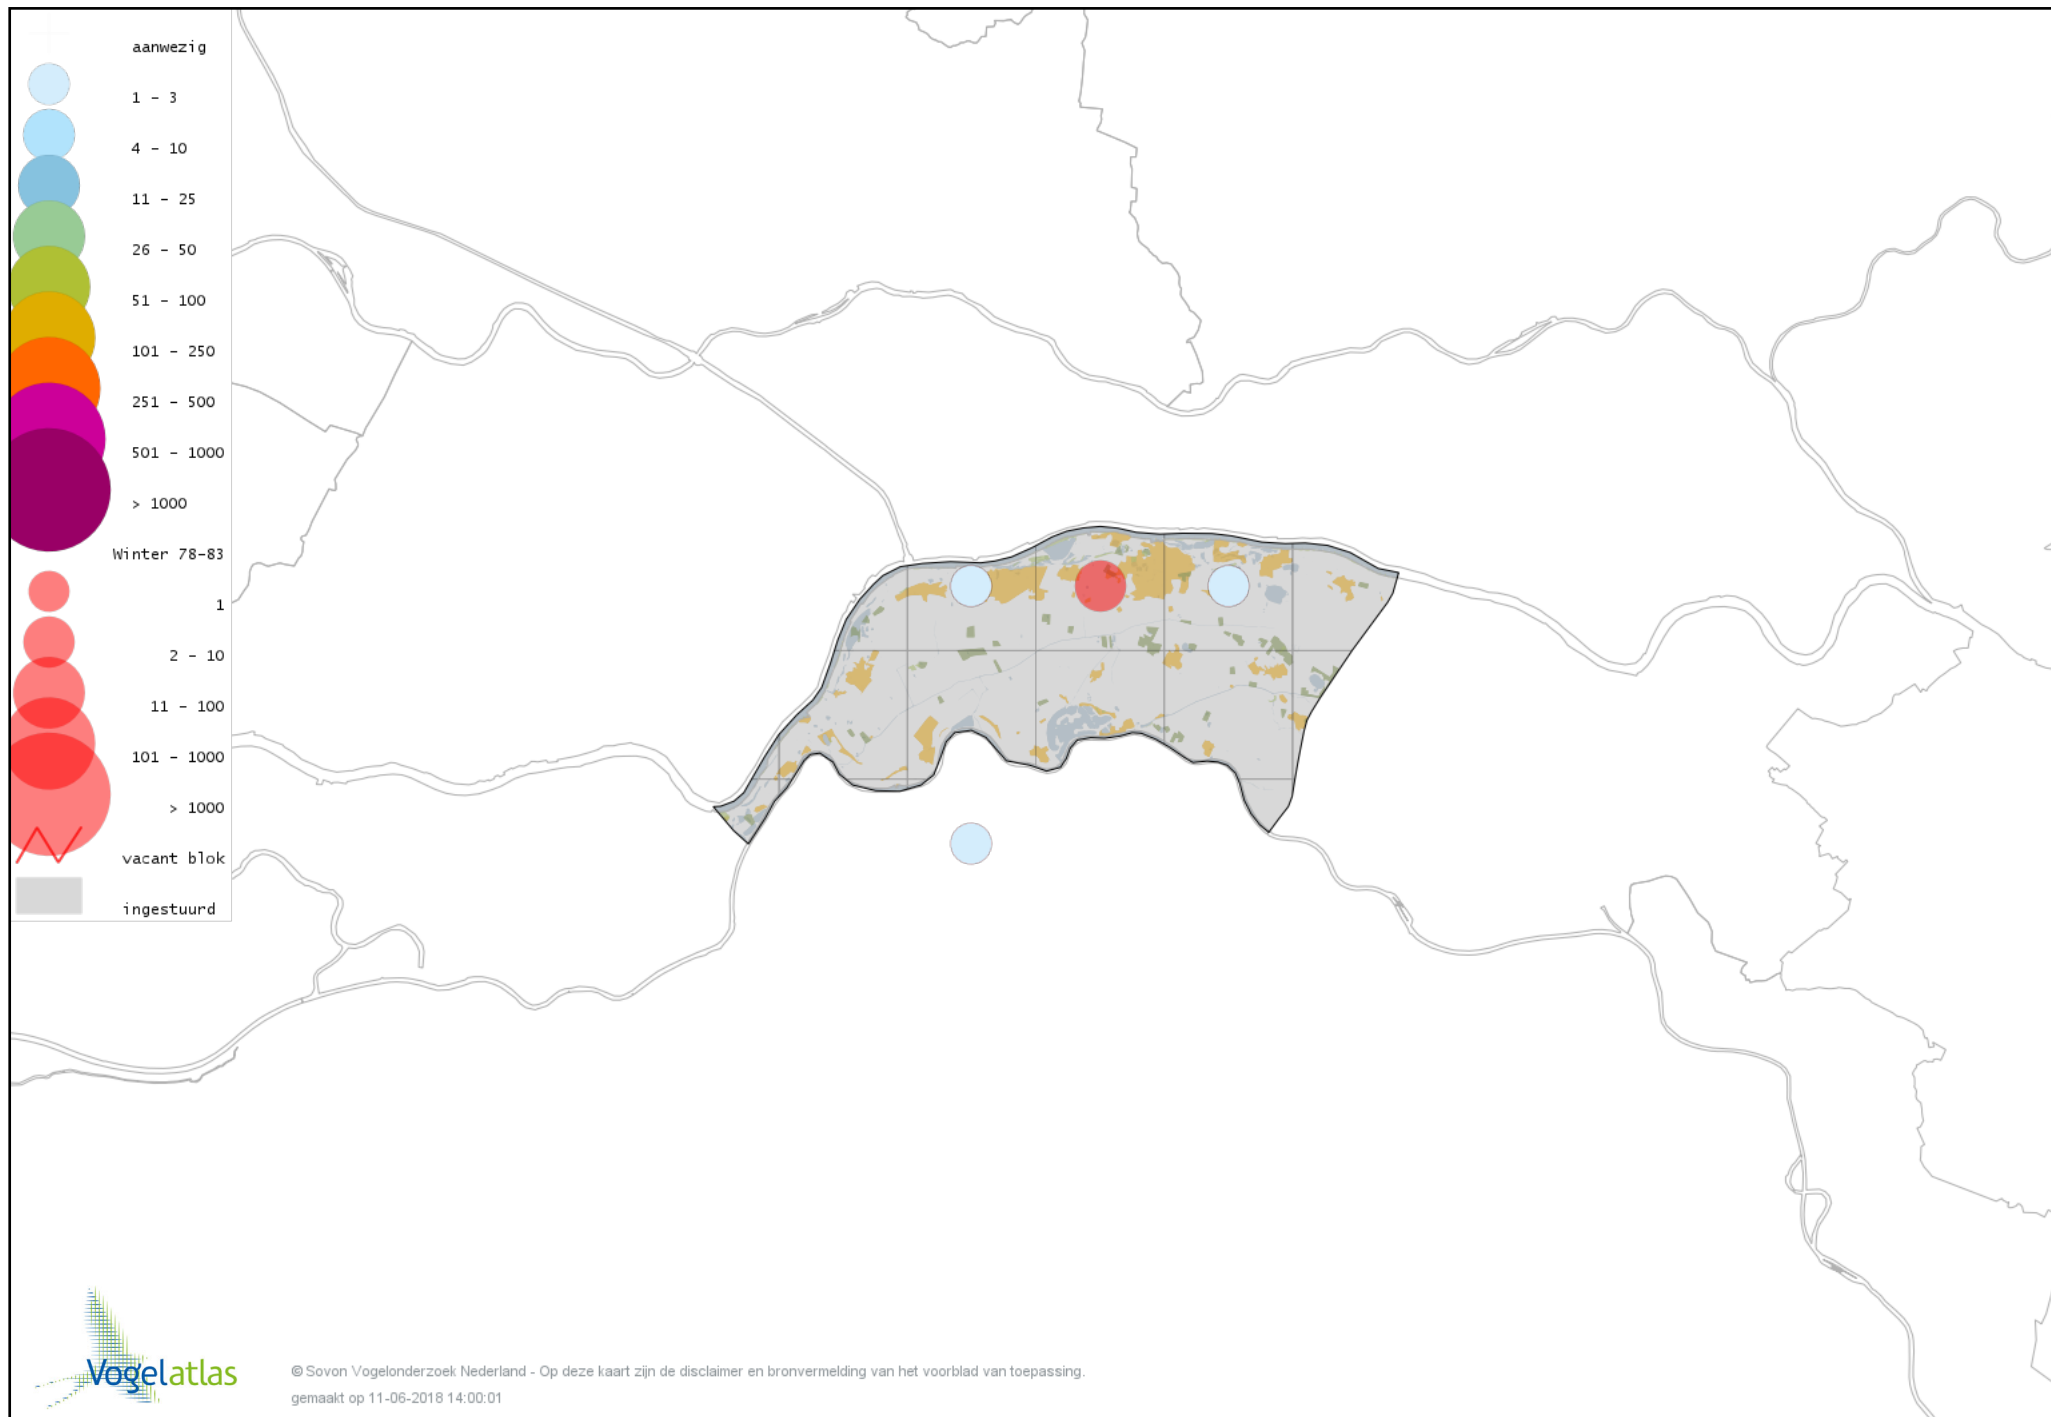 aanwezig
1 - 3
4 - 10
11 - 25
26 - 50
51 - 100
101 - 250
251 - 500
501 - 1000
> 1000
Winter 78-83
1
2 - 10
11 - 100
101 - 1000
> 1000
vacant blok
ingestuurd
Vogelatlas
© Sovon Vogelonderzoek Nederland - Op deze kaart zijn de disclaimer en bronvermelding van het voorblad van toepassing.
gemaakt op 11-06-2018 14:00:01